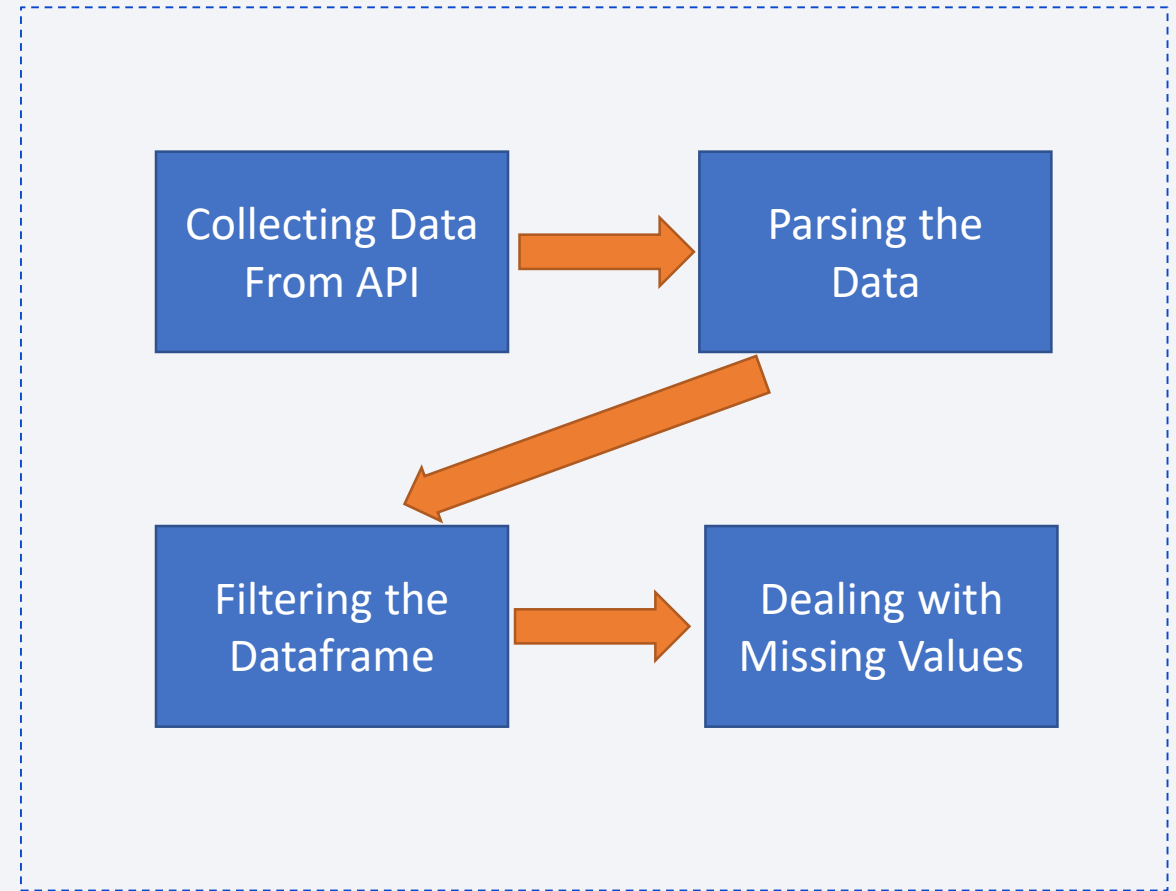 Collecting Data
From API
Parsing the
Data
Filtering the
Dataframe
Dealing with
Missing Values